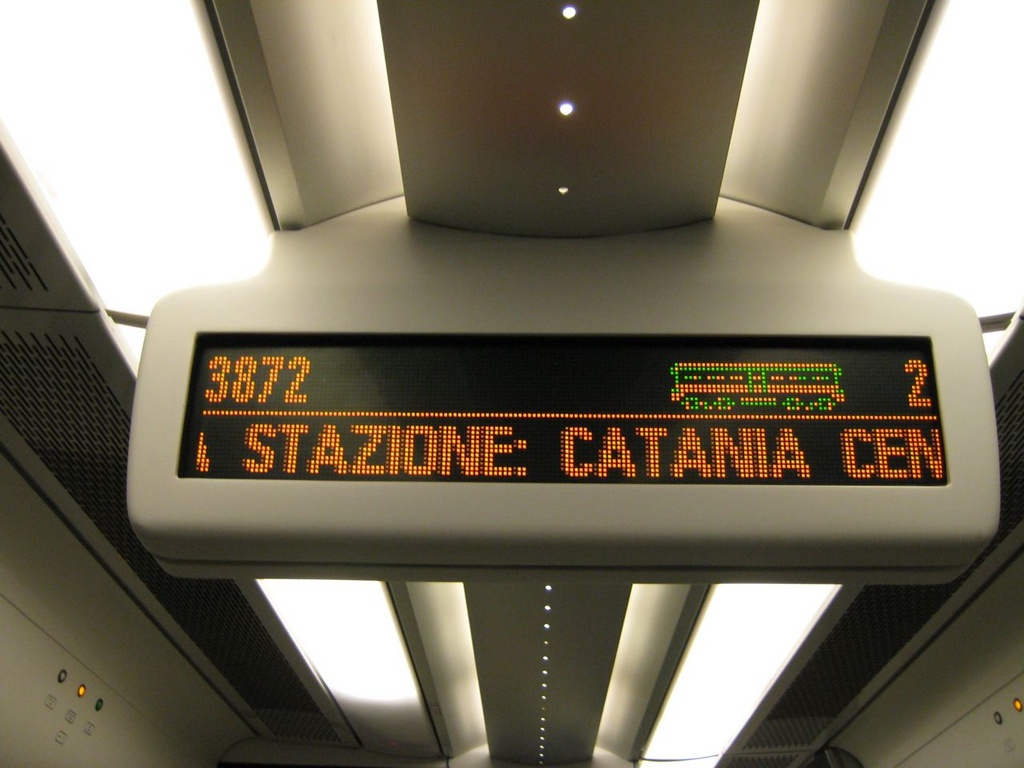 3872 2
STAZIONE: CATANIA CEN